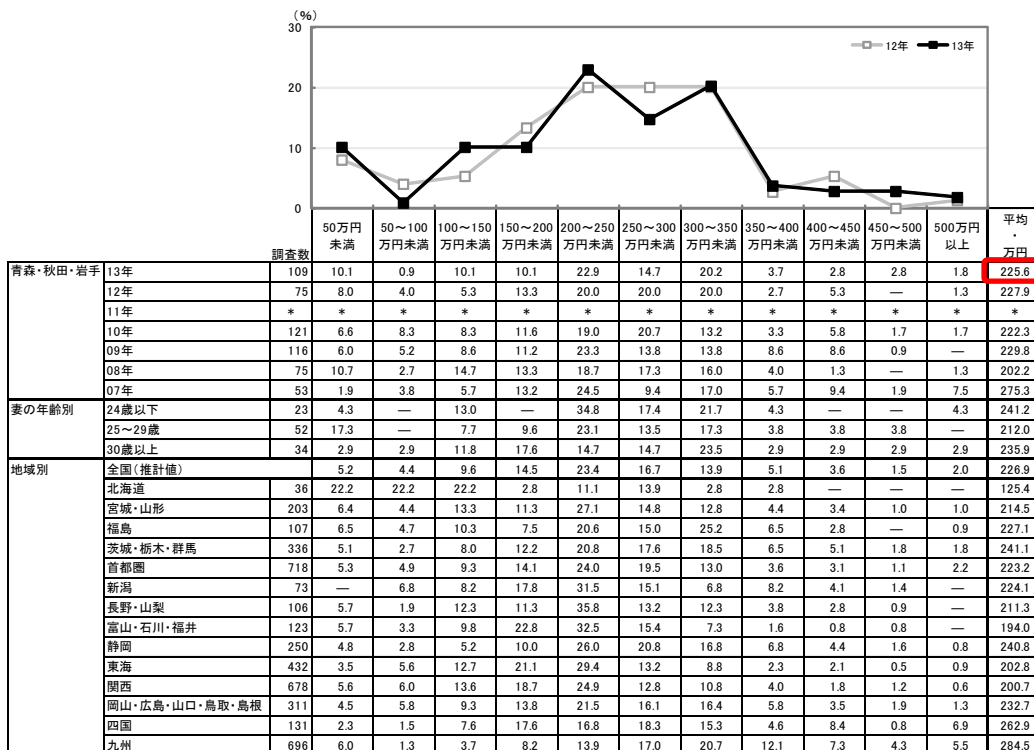 (%)
30
20
10
0
12年 13年
調査数 50万円未満 50~100万円未満 100~150万円未満 150~200万円未満 200~250万円未満 250~300万円未満 300~350万円未満 350~400万円未満 400~450万円未満 450~500万円未満 500万円以上 平均・万円
青森・秋田・岩手 13年 109 10.1 0.9 10.1 10.1 22.9 14.7 20.2 3.7 2.8 2.8 1.8 225.6
12年 75 8.0 4.0 5.3 13.3 20.0 20.0 20.0 2.7 5.3 — 1.3 227.9
11年 * * * * * * * * * * * * *
10年 121 6.6 8.3 8.3 11.6 19.0 20.7 13.2 3.3 5.8 1.7 1.7 222.3
09年 116 6.0 5.2 8.6 11.2 23.3 13.8 13.8 8.6 8.6 0.9 — 229.8
08年 75 10.7 2.7 14.7 13.3 18.7 17.3 16.0 4.0 1.3 — 1.3 202.2
07年 53 1.9 3.8 5.7 13.2 24.5 9.4 17.0 5.7 9.4 1.9 7.5 275.3
妻の年齢別 24歳以下 23 4.3 — 13.0 — 34.8 17.4 21.7 4.3 — — 4.3 241.2
25~29歳 52 17.3 — 7.7 9.6 23.1 13.5 17.3 3.8 3.8 3.8 — 212.0
30歳以上 34 2.9 2.9 11.8 17.6 14.7 14.7 23.5 2.9 2.9 2.9 2.9 235.9
地域別 全国(推計値) 5.2 4.4 9.6 14.5 23.4 16.7 13.9 5.1 3.6 1.5 2.0 226.9
北海道 36 22.2 22.2 22.2 2.8 11.1 13.9 2.8 2.8 — — — 125.4
宮城・山形 203 6.4 4.4 13.3 11.3 27.1 14.8 12.8 4.4 3.4 1.0 1.0 214.5
福島 107 6.5 4.7 10.3 7.5 20.6 15.0 25.2 6.5 2.8 — 0.9 227.1
茨城・栃木・群馬 336 5.1 2.7 8.0 12.2 20.8 17.6 18.5 6.5 5.1 1.8 1.8 241.1
首都圏 718 5.3 4.9 9.3 14.1 24.0 19.5 13.0 3.6 3.1 1.1 2.2 223.2
新潟 73 — 6.8 8.2 17.8 31.5 15.1 6.8 8.2 4.1 1.4 — 224.1
長野・山梨 106 5.7 1.9 12.3 11.3 35.8 13.2 12.3 3.8 2.8 0.9 — 211.3
富山・石川・福井 123 5.7 3.3 9.8 22.8 32.5 15.4 7.3 1.6 0.8 0.8 — 194.0
静岡 250 4.8 2.8 5.2 10.0 26.0 20.8 16.8 6.8 4.4 1.6 0.8 240.8
東海 432 3.5 5.6 12.7 21.1 29.4 13.2 8.8 2.3 2.1 0.5 0.9 202.8
関西 678 5.6 6.0 13.6 18.7 24.9 12.8 10.8 4.0 1.8 1.2 0.6 200.7
岡山・広島・山口・鳥取・島根 311 4.5 5.8 9.3 13.8 21.5 16.1 16.4 5.8 3.5 1.9 1.3 232.7
四国 131 2.3 1.5 7.6 17.6 16.8 18.3 15.3 4.6 8.4 0.8 6.9 262.9
九州 696 6.0 1.3 3.7 8.2 13.9 17.0 20.7 12.1 7.3 4.3 5.5 284.5